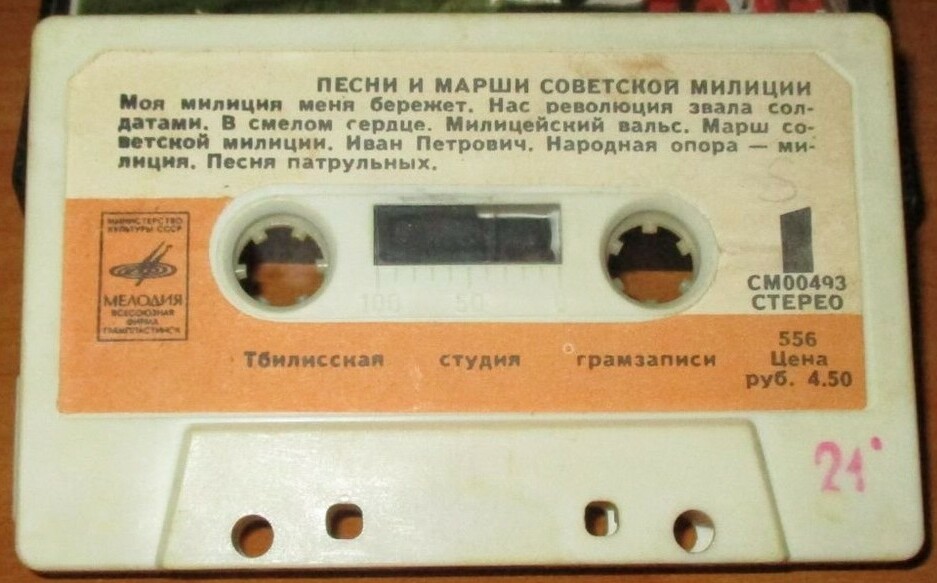 ПЕСНИ И МАРШИ СОВЕТСКОЙ МИЛИЦИИ
Моя милиция меня бережет. Нас революция звала сол-
датами. В смелом сердце. Милицейский вальс. Марш со-
ветской милиции. Иван Петрович. Народная опора — ми-
лиция. Песня патрульных.
S
МИНИСТЕРСТВО
КУЛЬТУРЫ СССР
МЕЛОДИЯ
ВСЕСОЮЗНАЯ
ФИРМА
ГРАМПЛАСТИНОК
100 50
1
СМ00493
СТЕРЕО
Тбилисская студия грамзаписи
556
Цена
руб. 4.50
21